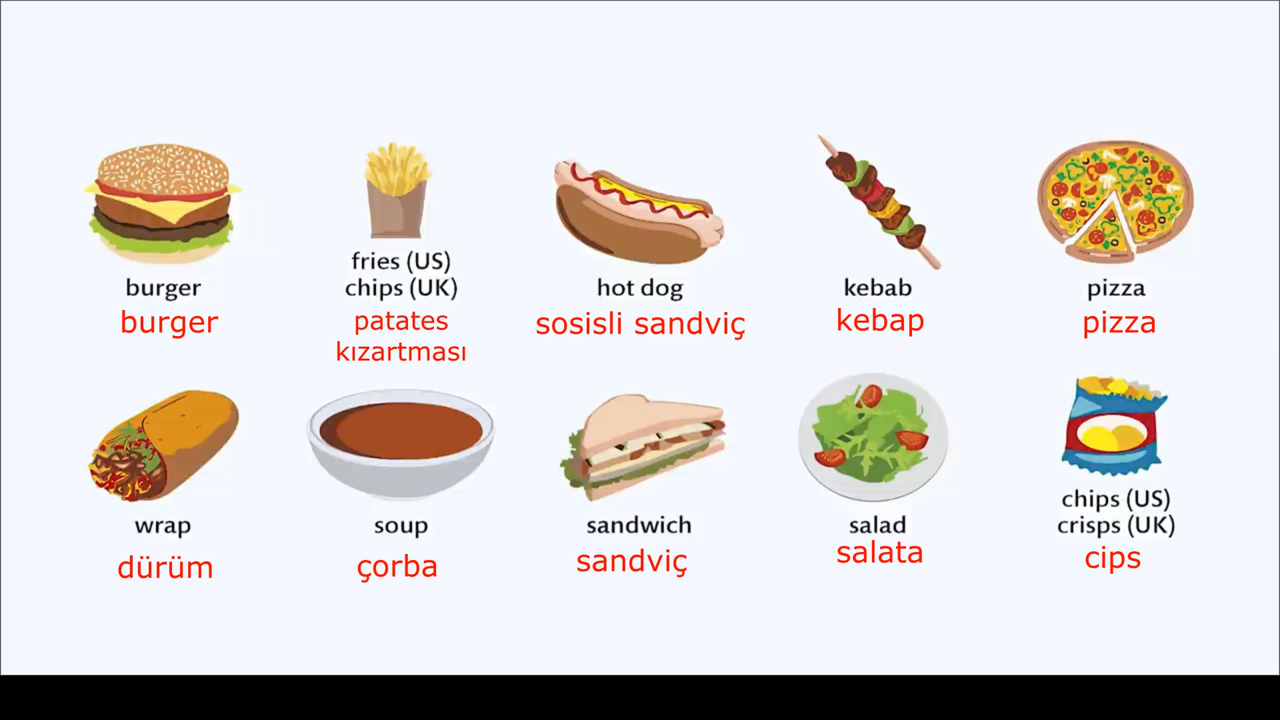 burger
burger
fries (US)
chips (UK)
patates
kızartması
hot dog
sosisli sandviç
kebab
kebap
pizza
pizza
wrap
dürüm
soup
çorba
sandwich
sandviç
salad
salata
chips (US)
crisps (UK)
cips